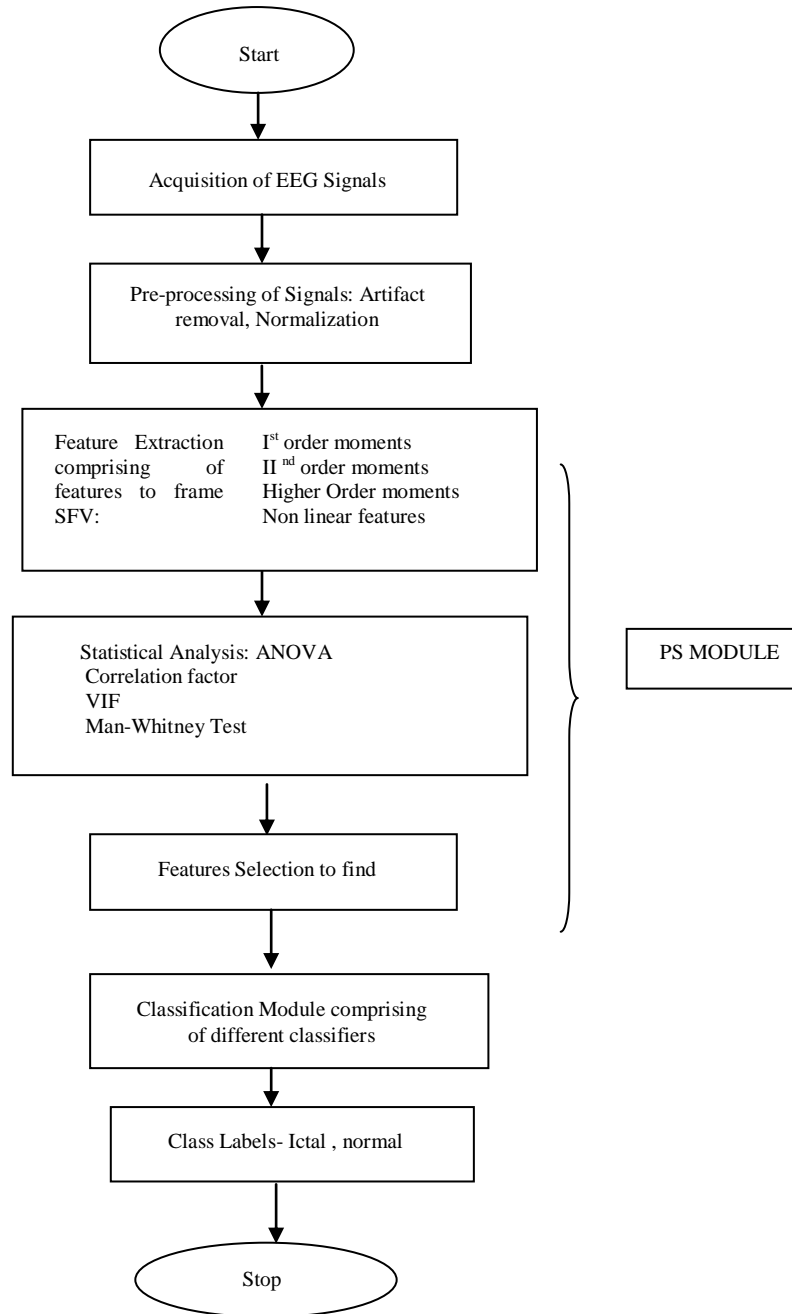 Start
Acquisition of EEG Signals
Pre-processing of Signals: Artifact
removal, Normalization
Feature Extraction
comprising of
features to frame
SFV:
Ist order moments
II nd order moments
Higher Order moments
Non linear features
Statistical Analysis: ANOVA
Correlation factor
VIF
Man-Whitney Test
PS MODULE
Features Selection to find
Classification Module comprising
of different classifiers
Class Labels- Ictal , normal
Stop